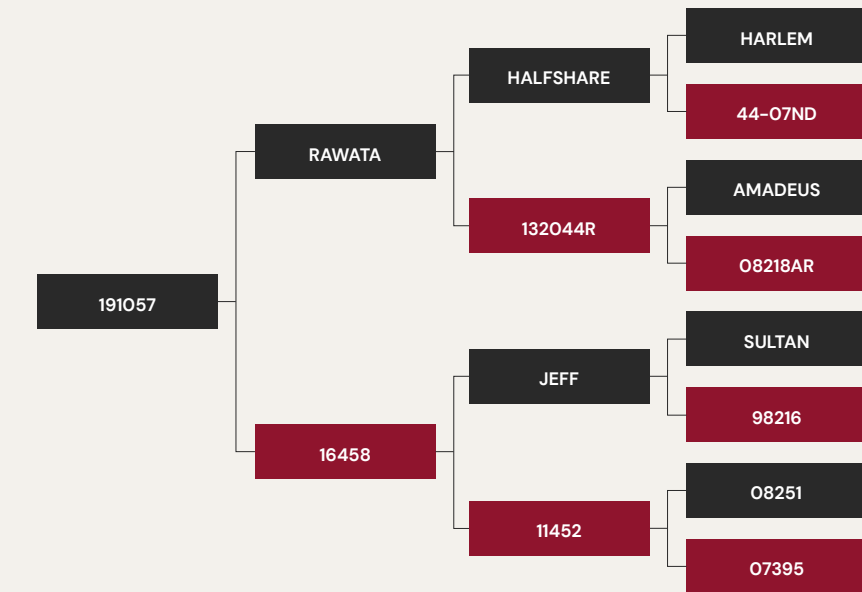 HARLEM
HALFSHARE
44-07ND
RAWATA
AMADEUS
132044R
08218AR
191057
SULTAN
JEFF
98216
16458
08251
11452
07395